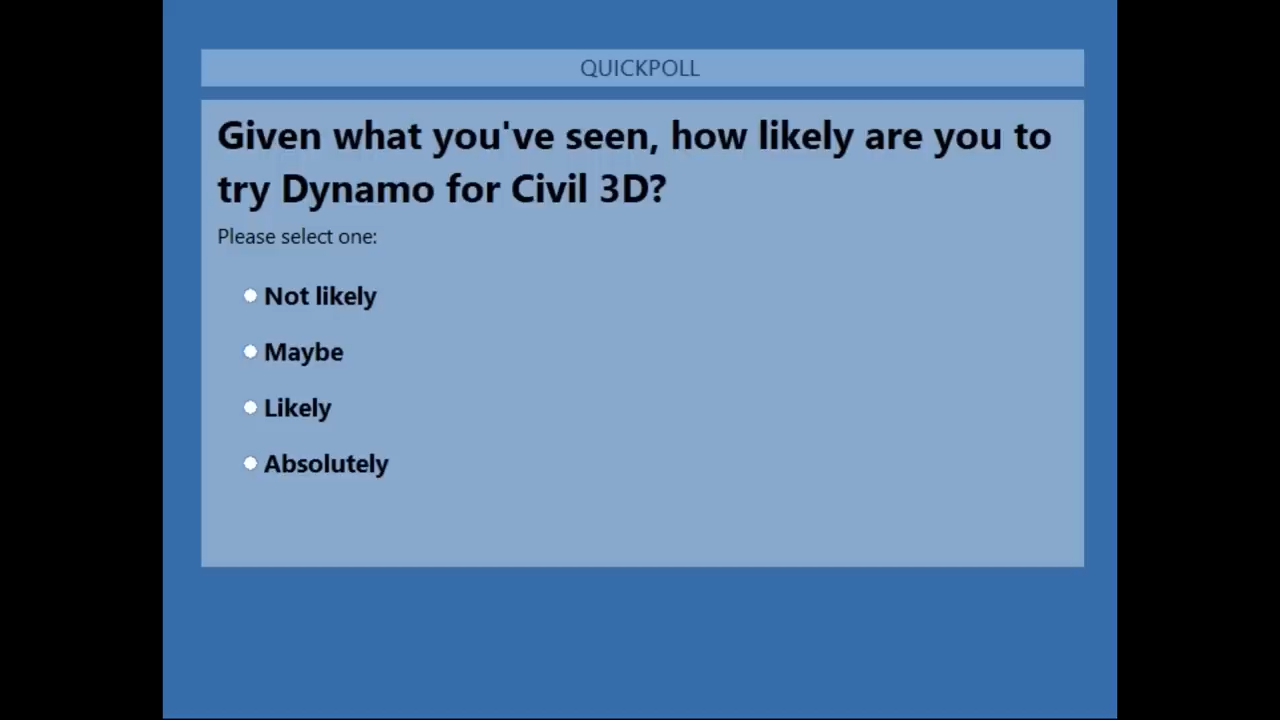 QUICKPOLL
Given what you've seen, how likely are you to
try Dynamo for Civil 3D?
Please select one:
Not likely
Maybe
Likely
Absolutely